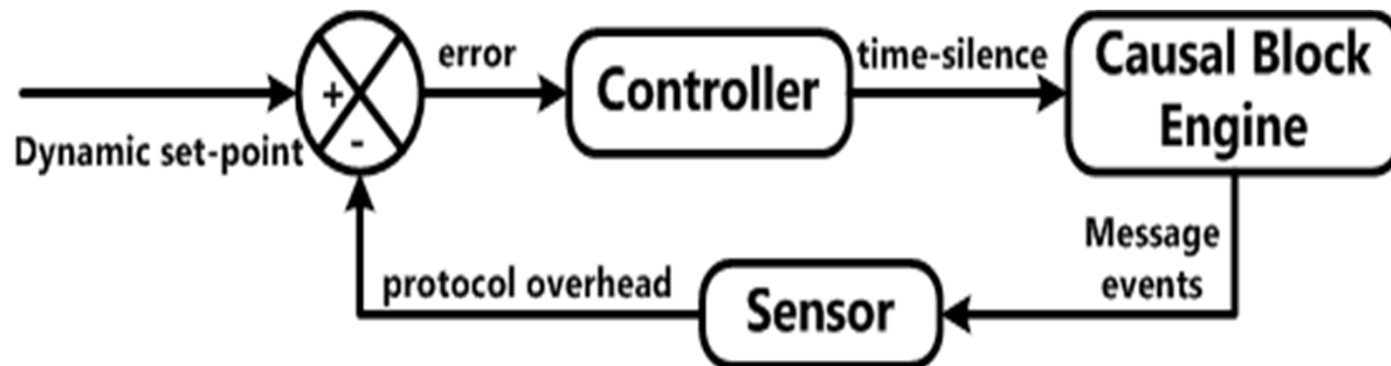 error
Controller
time-silence
Causal Block
Engine
+
-
Dynamic set-point
Message
events
protocol overhead
Sensor